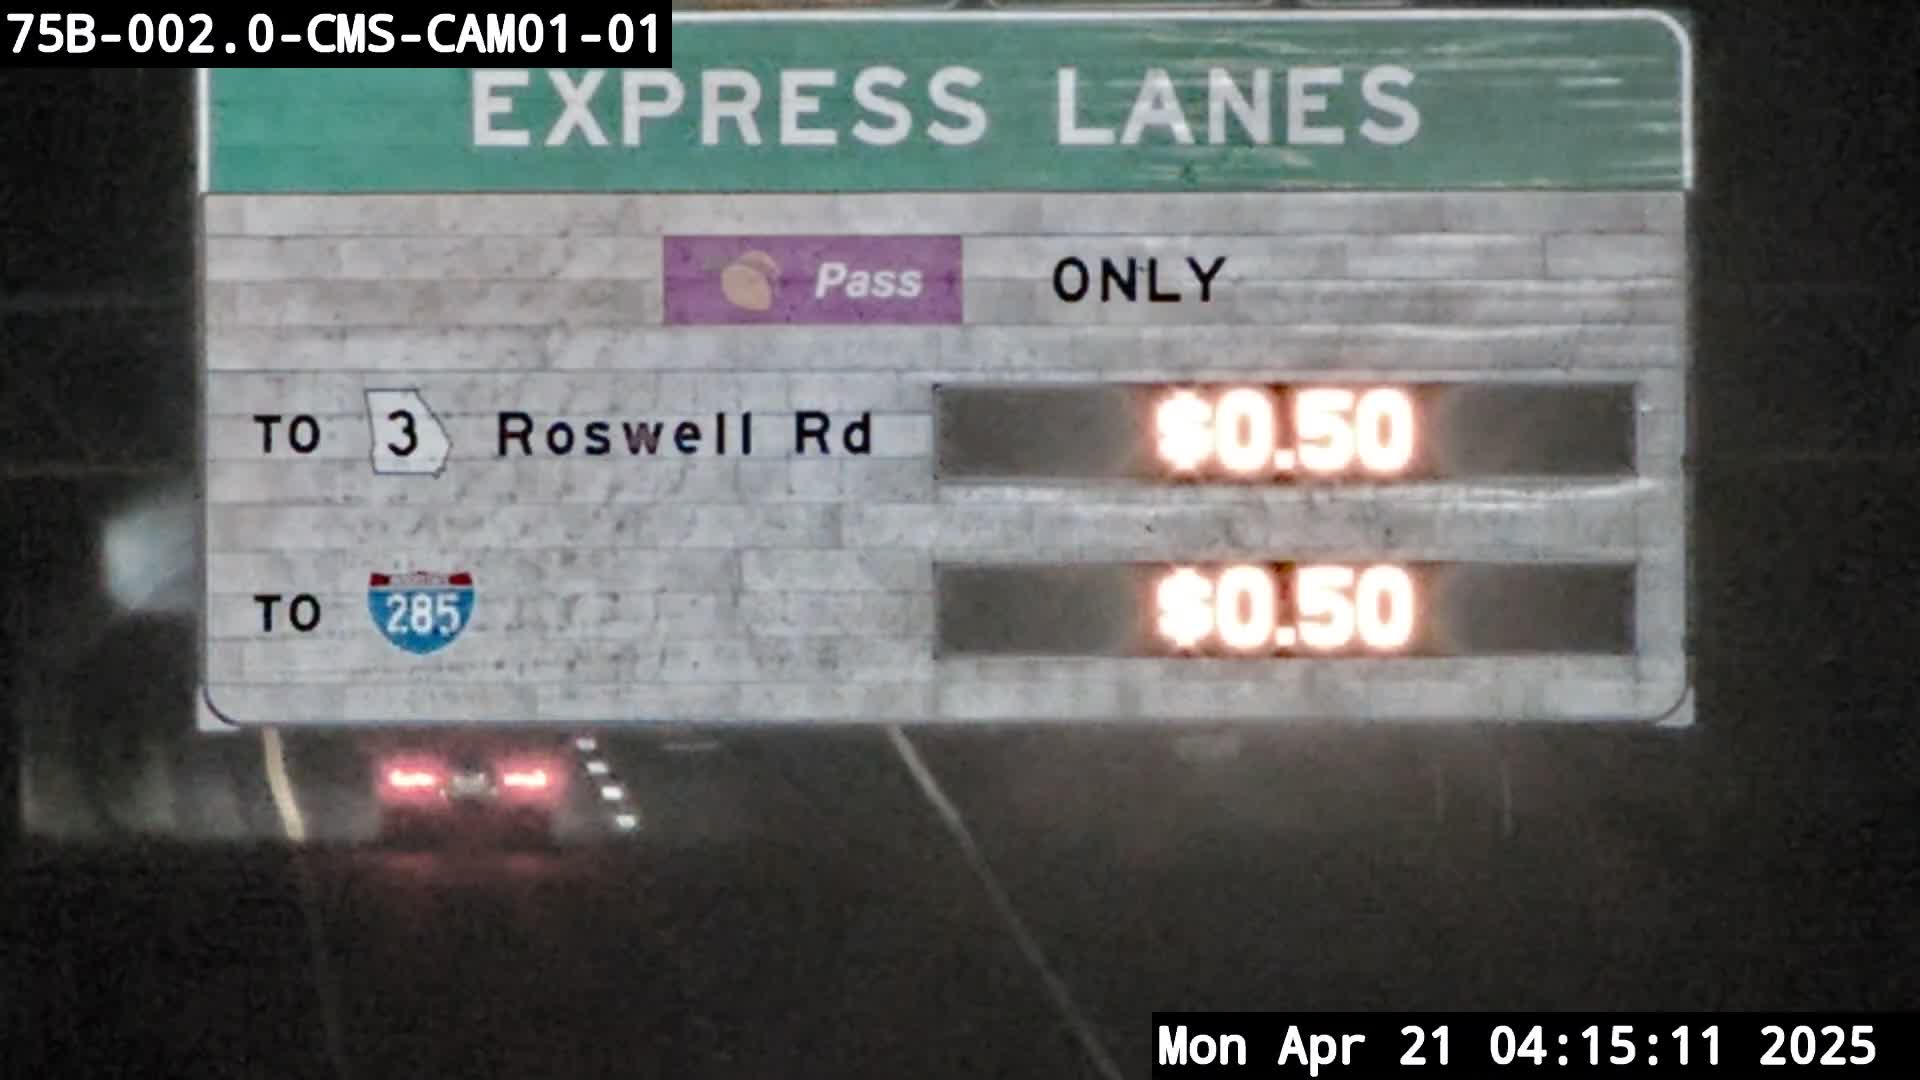 75B-002.0-CMS-CAM01-01
EXPRESS LANES
Pass ONLY
TO 3 Roswell Rd $0.50
TO 285 $0.50
Mon Apr 21 04:15:11 2025